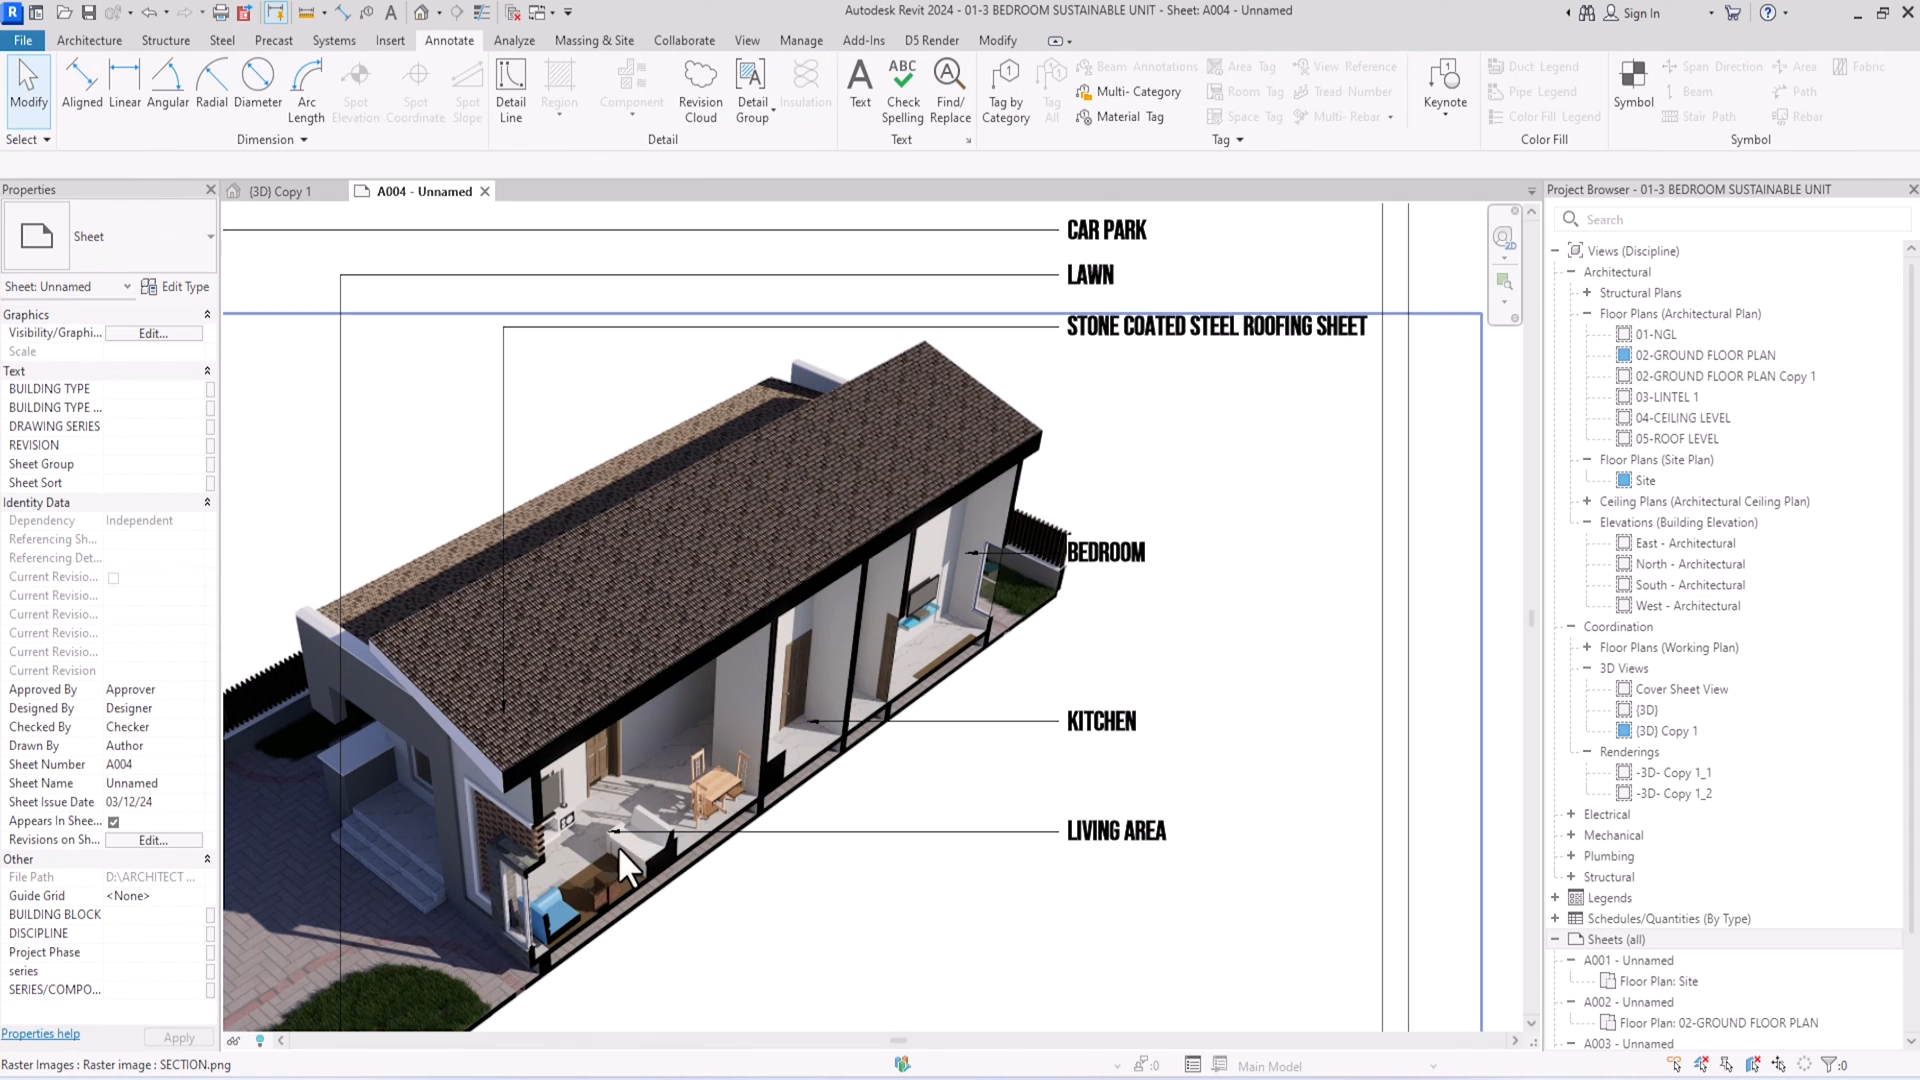 Autodesk Revit 2024 - 01-3 BEDROOM SUSTAINABLE UNIT - Sheet: A004 - Unnamed
Sign In
File Architecture Structure Steel Precast Systems Insert Annotate Analyze Massing & Site Collaborate View Manage Add-Ins D5 Render Modify
Modify
Aligned Linear Angular Radial Diameter Arc Length Spot Elevation Spot Coordinate Spot Slope
Detail Line Region Component Revision Cloud Detail Group Insulation
Text ABC Check Spelling Find/ Replace
Tag by Category Tag All
Beam Annotations Area Tag View Reference
Multi- Category Room Tag Tread Number
Material Tag Space Tag Multi- Rebar
Keynote
Duct Legend
Pipe Legend
Color Fill Legend
Symbol
Span Direction Area Fabric
Beam Path
Stair Path Rebar
Select Dimension Detail Text Tag Color Fill Symbol
Properties
Sheet
Sheet: Unnamed Edit Type
Graphics
Visibility/Graphi... Edit...
Scale
Text
BUILDING TYPE
BUILDING TYPE ...
DRAWING SERIES
REVISION
Sheet Group
Sheet Sort
Identity Data
Dependency Independent
Referencing Sh...
Referencing Det...
Current Revisio...
Current Revisio...
Current Revisio...
Current Revisio...
Current Revisio...
Current Revision
Approved By Approver
Designed By Designer
Checked By Checker
Drawn By Author
Sheet Number A004
Sheet Name Unnamed
Sheet Issue Date 03/12/24
Appears In Shee...
Revisions on Sh... Edit...
Other
File Path D:\ARCHITECT ...
Guide Grid <None>
BUILDING BLOCK
DISCIPLINE
Project Phase
series
SERIES/COMPO...
Properties help Apply
{3D} Copy 1 A004 - Unnamed
2D
CAR PARK
LAWN
STONE COATED STEEL ROOFING SHEET
BEDROOM
KITCHEN
LIVING AREA
Project Browser - 01-3 BEDROOM SUSTAINABLE UNIT
Search
Views (Discipline)
Architectural
Structural Plans
Floor Plans (Architectural Plan)
01-NGL
02-GROUND FLOOR PLAN
02-GROUND FLOOR PLAN Copy 1
03-LINTEL 1
04-CEILING LEVEL
05-ROOF LEVEL
Floor Plans (Site Plan)
Site
Ceiling Plans (Architectural Ceiling Plan)
Elevations (Building Elevation)
East - Architectural
North - Architectural
South - Architectural
West - Architectural
Coordination
Floor Plans (Working Plan)
3D Views
Cover Sheet View
{3D}
{3D} Copy 1
Renderings
-3D- Copy 1_1
-3D- Copy 1_2
Electrical
Mechanical
Plumbing
Structural
Legends
Schedules/Quantities (By Type)
Sheets (all)
A001 - Unnamed
Floor Plan: Site
A002 - Unnamed
Floor Plan: 02-GROUND FLOOR PLAN
A003 - Unnamed
Raster Images : Raster image : SECTION.png
:0
Main Model
:0